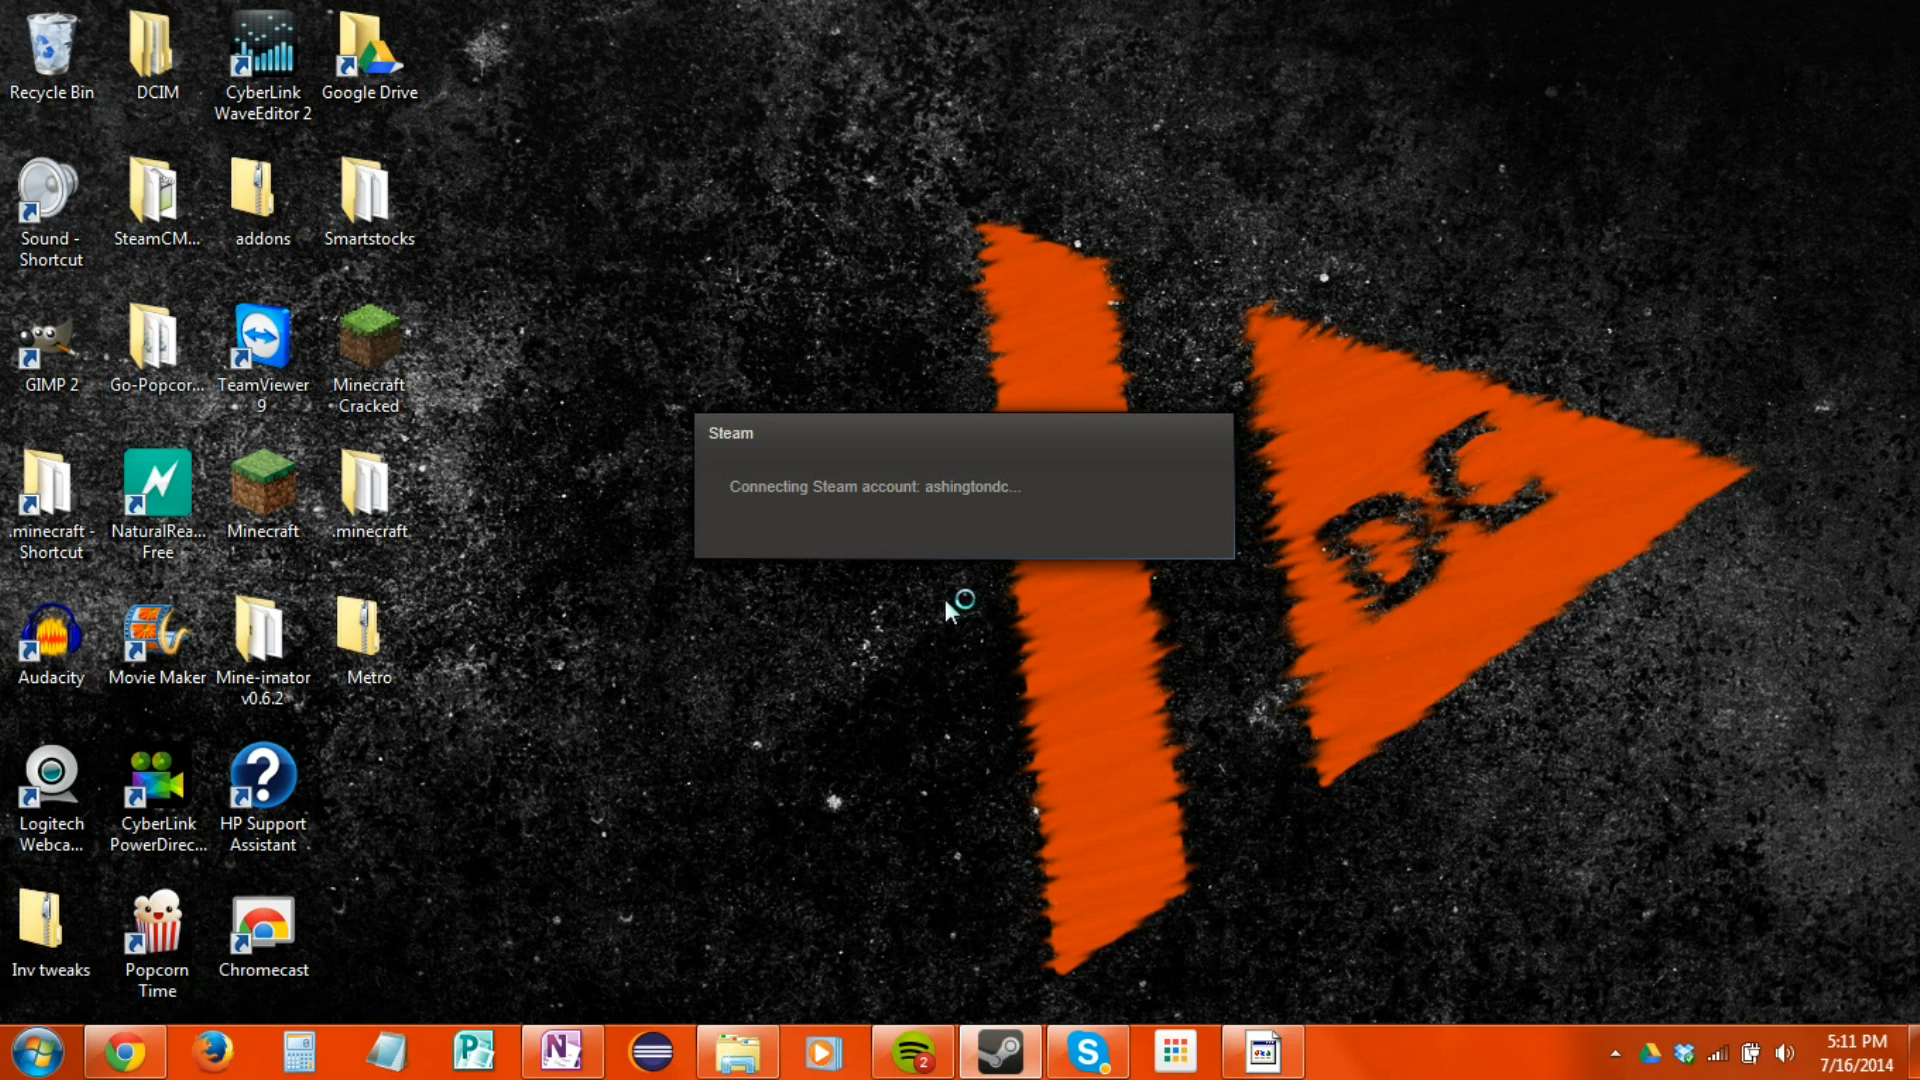 Recycle Bin
DCIM
CyberLink
WaveEditor 2
Google Drive
Sound -
Shortcut
SteamCM...
addons
Smartstocks
GIMP 2
Go-Popcor...
TeamViewer
9
Minecraft
Cracked
.minecraft -
Shortcut
NaturalRea...
Free
Minecraft
.minecraft
Audacity
Movie Maker
Mine-imator
v0.6.2
Metro
Logitech
Webca...
CyberLink
PowerDirec...
HP Support
Assistant
Inv tweaks
Popcorn
Time
Chromecast
Steam
Connecting Steam account: ashingtondc...
DC
2
5:11 PM
7/16/2014